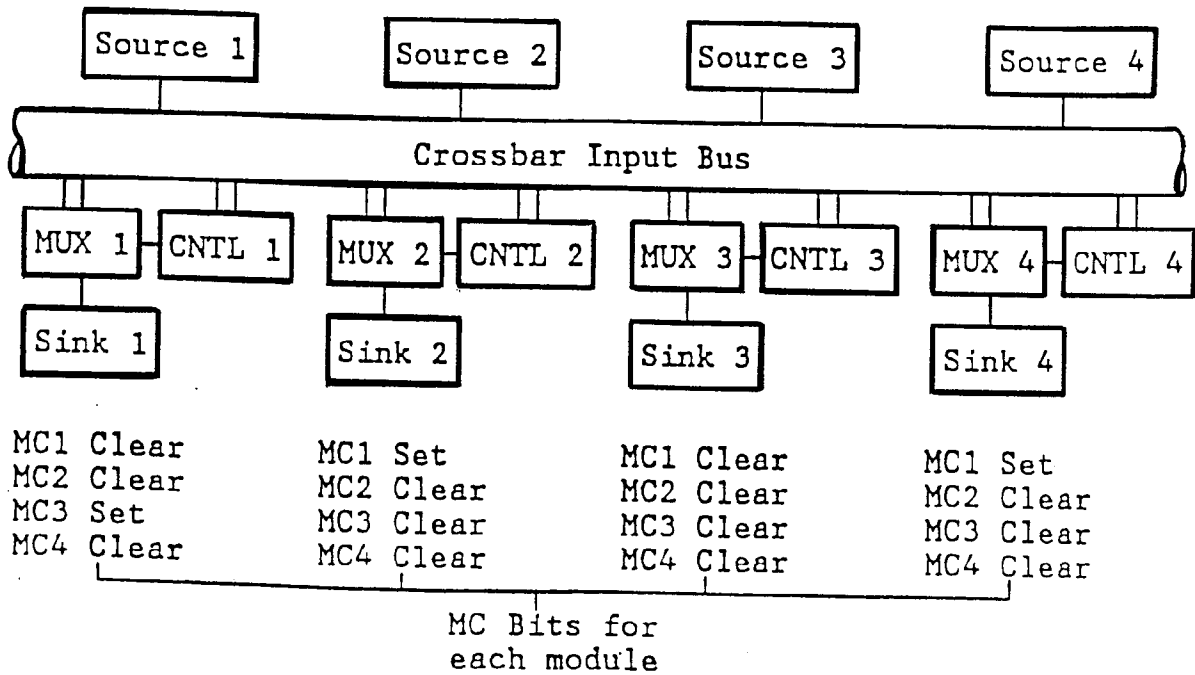 Source 1
Source 2
Source 3
Source 4
Crossbar Input Bus
MUX 1
CNTL 1
MUX 2
CNTL 2
MUX 3
CNTL 3
MUX 4
CNTL 4
Sink 1
Sink 2
Sink 3
Sink 4
MC1 Clear
MC2 Clear
MC3 Set
MC4 Clear
MC1 Set
MC2 Clear
MC3 Clear
MC4 Clear
MC1 Clear
MC2 Clear
MC3 Clear
MC4 Clear
MC1 Set
MC2 Clear
MC3 Clear
MC4 Clear
MC Bits for
each module